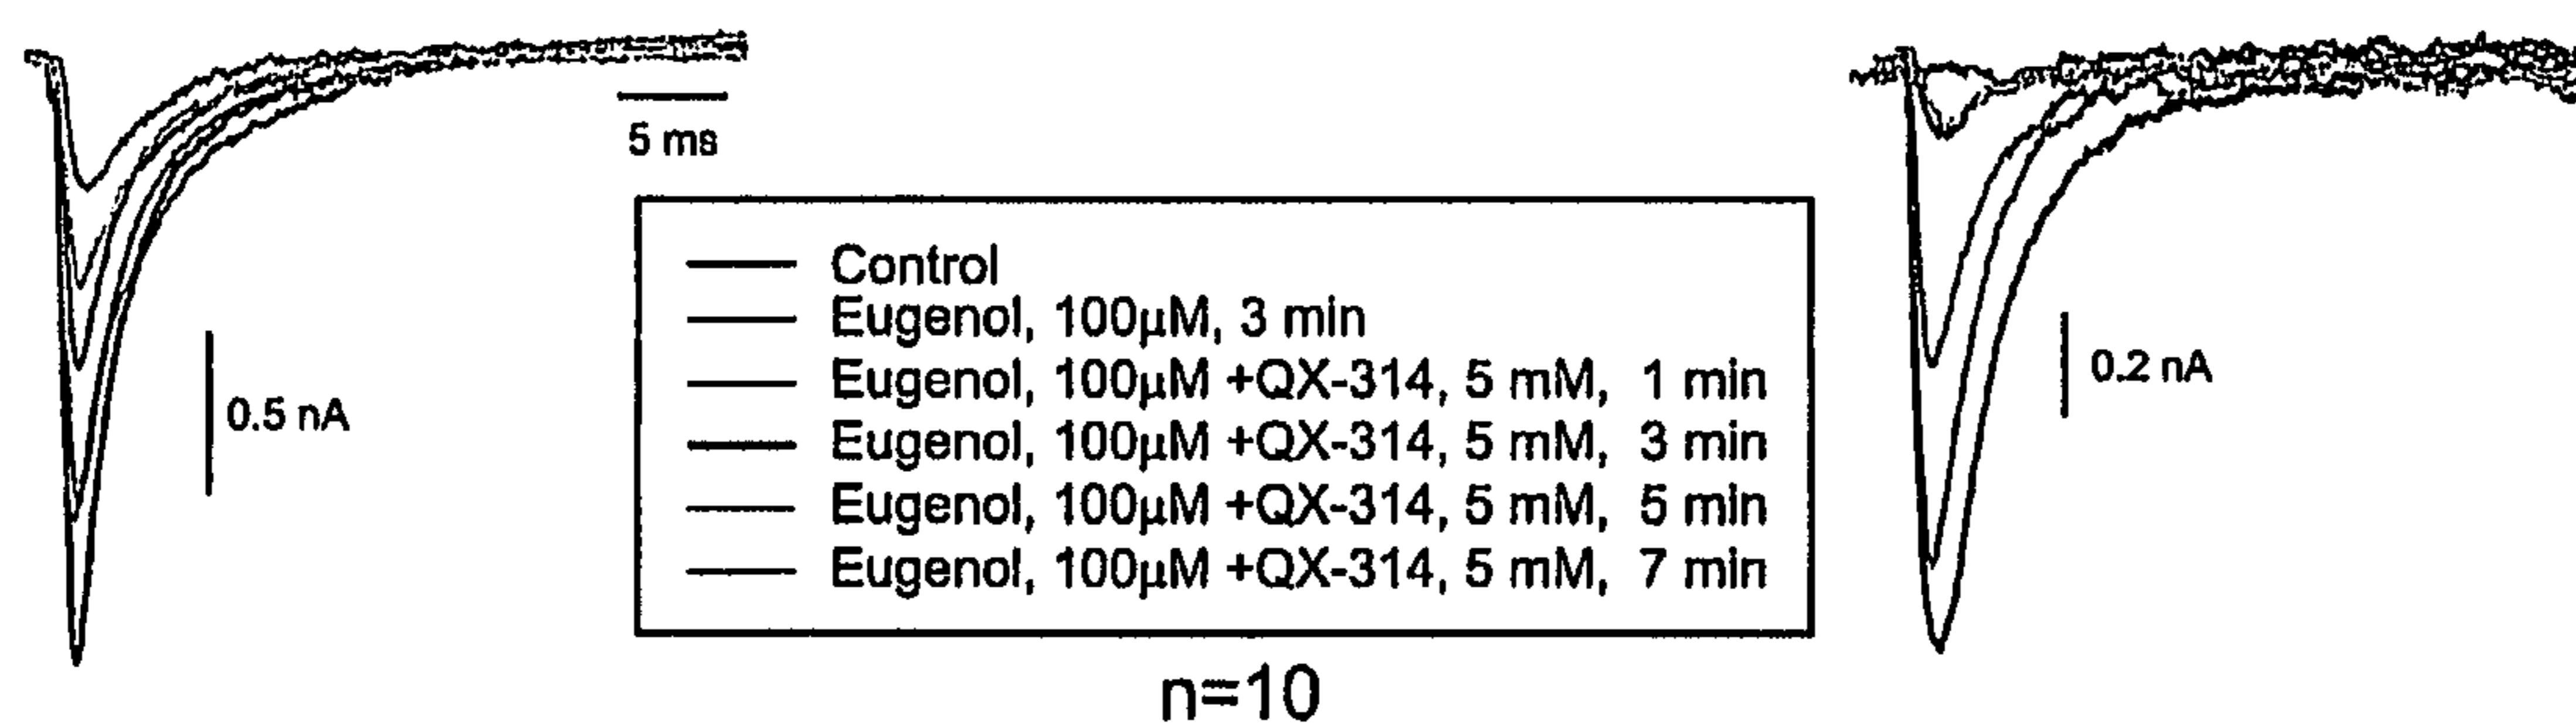 5 ms
0.5 nA
Control
Eugenol, 100µM, 3 min
Eugenol, 100µM +QX-314, 5 mM, 1 min
Eugenol, 100µM +QX-314, 5 mM, 3 min
Eugenol, 100µM +QX-314, 5 mM, 5 min
Eugenol, 100µM +QX-314, 5 mM, 7 min
n=10
0.2 nA